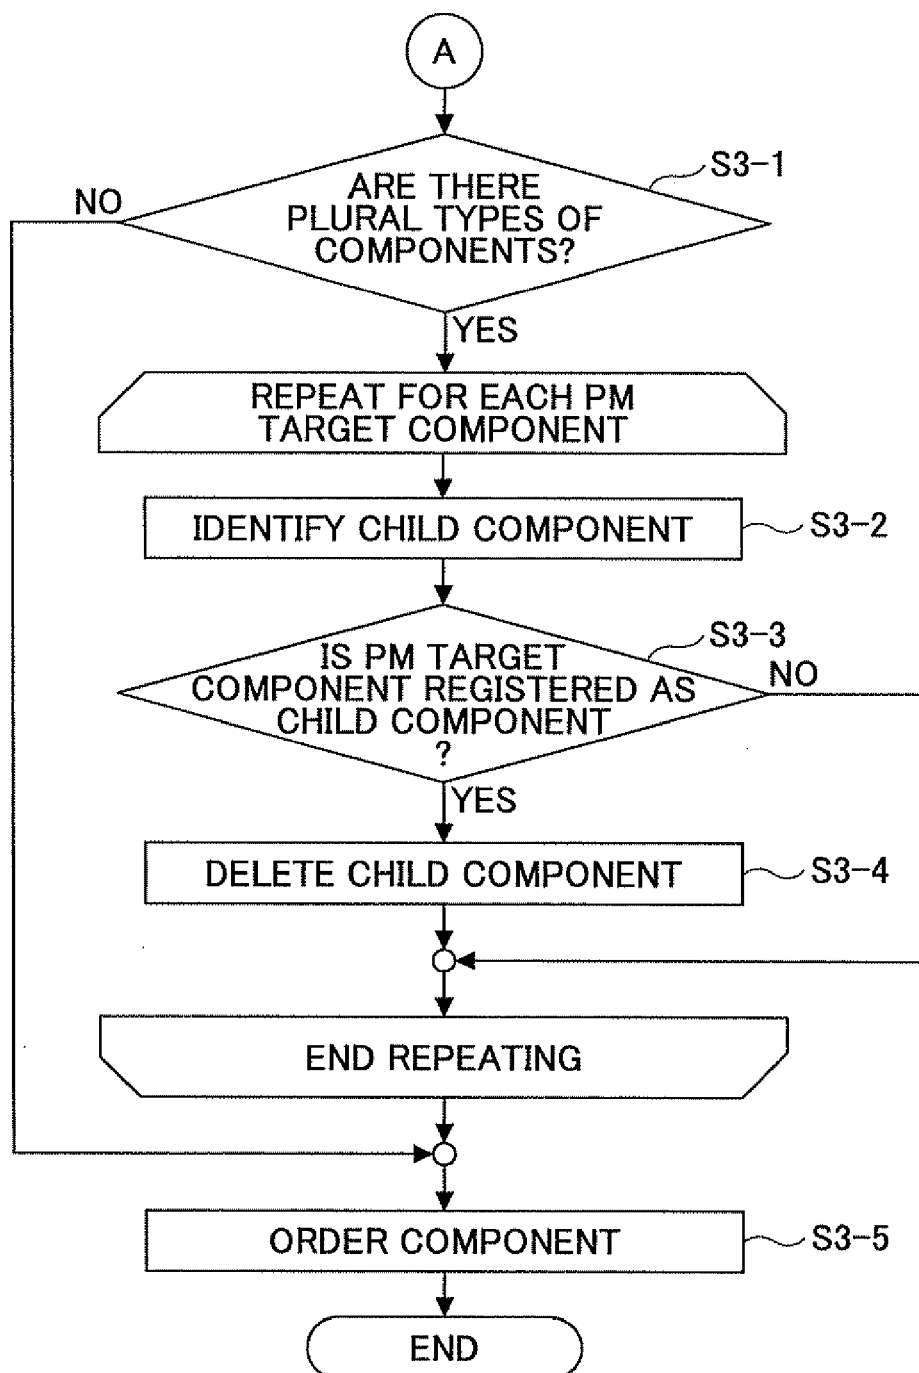 A
S3-1
ARE THERE
PLURAL TYPES OF
COMPONENTS?
NO
YES
REPEAT FOR EACH PM
TARGET COMPONENT
IDENTIFY CHILD COMPONENT
S3-2
S3-3
IS PM TARGET
COMPONENT REGISTERED AS
CHILD COMPONENT
?
NO
YES
DELETE CHILD COMPONENT
S3-4
END REPEATING
ORDER COMPONENT
S3-5
END